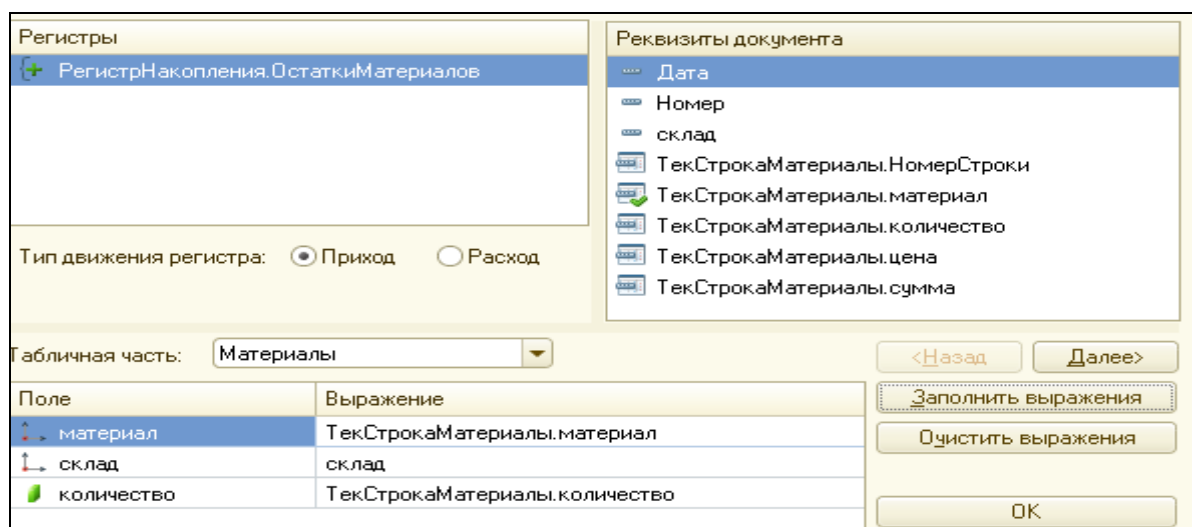 Регистры
РегистрНакопления.ОстаткиМатериалов
Тип движения регистра: Приход Расход
Реквизиты документа
Дата
Номер
склад
ТекСтрокаМатериалы.НомерСтроки
ТекСтрокаМатериалы.материал
ТекСтрокаМатериалы.количество
ТекСтрокаМатериалы.цена
ТекСтрокаМатериалы.сумма
Табличная часть: Материалы
<Назад Далее>
Поле Выражение
материал ТекСтрокаМатериалы.материал
склад склад
количество ТекСтрокаМатериалы.количество
Заполнить выражения
Очистить выражения
OK